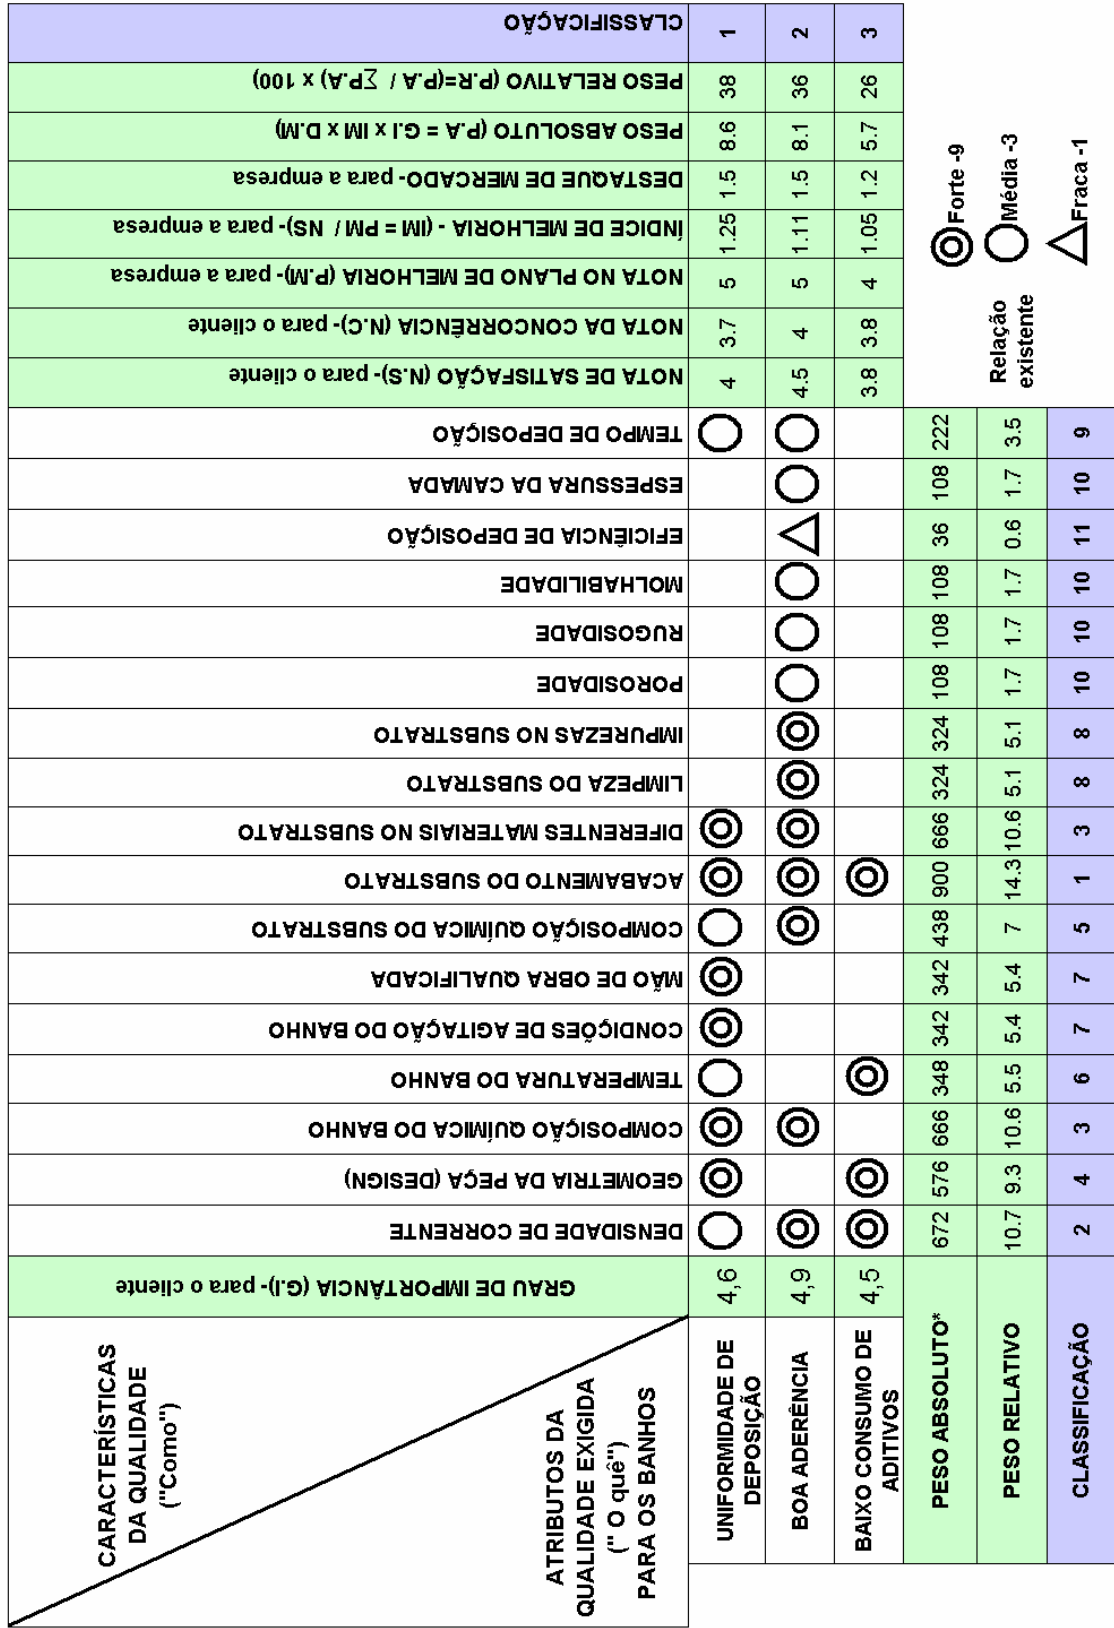 CARACTERÍSTICAS
DA QUALIDADE
("Como")
ATRIBUTOS DA
QUALIDADE EXIGIDA
(" O quê")
PARA OS BANHOS
GRAU DE IMPORTÂNCIA (G.I)- para o cliente
DENSIDADE DE CORRENTE
GEOMETRIA DA PEÇA (DESIGN)
COMPOSIÇÃO QUÍMICA DO BANHO
TEMPERATURA DO BANHO
CONDIÇÕES DE AGITAÇÃO DO BANHO
MÃO DE OBRA QUALIFICADA
COMPOSIÇÃO QUÍMICA DO SUBSTRATO
ACABAMENTO DO SUBSTRATO
DIFERENTES MATERIAIS NO SUBSTRATO
LIMPEZA DO SUBSTRATO
IMPUREZAS NO SUBSTRATO
POROSIDADE
RUGOSIDADE
MOLHABILIDADE
EFICIÊNCIA DE DEPOSIÇÃO
ESPESSURA DA CAMADA
TEMPO DE DEPOSIÇÃO
NOTA DE SATISFAÇÃO (N.S)- para o cliente
NOTA DA CONCORRÊNCIA (N.C)- para o cliente
NOTA NO PLANO DE MELHORIA (P.M)- para a empresa
ÍNDICE DE MELHORIA - (IM = PM / NS)- para a empresa
DESTAQUE DE MERCADO- para a empresa
PESO ABSOLUTO (P.A = G.I x IM x D.M)
PESO RELATIVO (P.R=(P.A / ∑P.A) x 100)
CLASSIFICAÇÃO
UNIFORMIDADE DE
DEPOSIÇÃO
4,6 4 3.7 5 1.25 1.5 8.6 38 1
BOA ADERÊNCIA 4,9 4.5 4 5 1.11 1.5 8.1 36 2
BAIXO CONSUMO DE
ADITIVOS
4,5 3.8 3.8 4 1.05 1.2 5.7 26 3
PESO ABSOLUTO* 672 576 666 348 342 342 438 900 666 324 324 108 108 108 36 108 222
PESO RELATIVO 10.7 9.3 10.6 5.5 5.4 5.4 7 14.3 10.6 5.1 5.1 1.7 1.7 1.7 0.6 1.7 3.5
CLASSIFICAÇÃO 2 4 3 6 7 7 5 1 3 8 8 10 10 10 11 10 9
Relação
existente
Forte -9
Média -3
Fraca -1